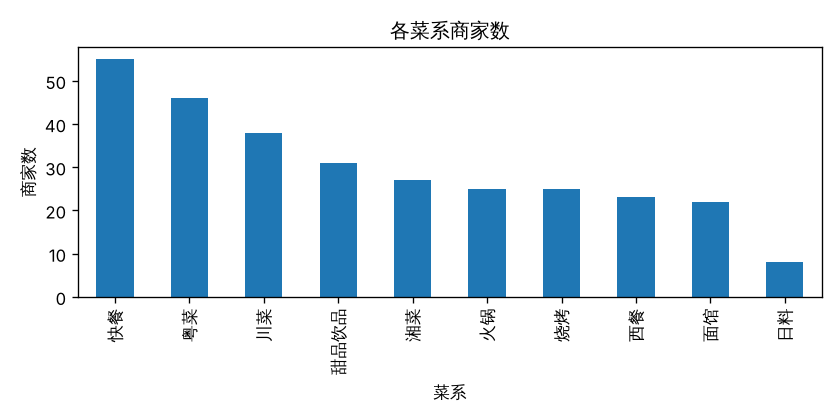 各菜系商家数
商家数
50
40
30
20
10
0
快餐
粤菜
川菜
甜品饮品
湘菜
火锅
烧烤
西餐
面馆
日料
菜系